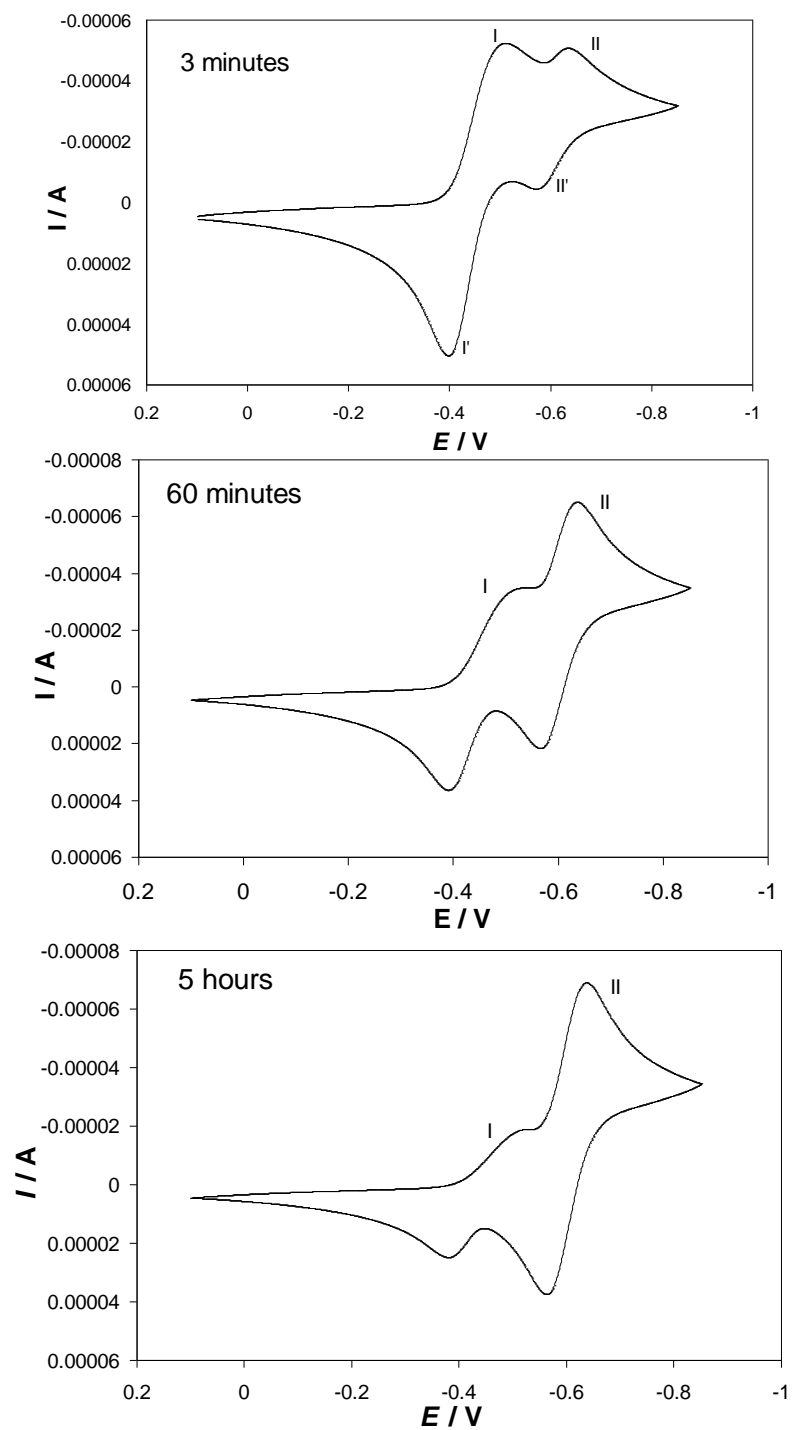 -0.00006
3 minutes
I
II
-0.00004
-0.00002
I / A
0
II'
0.00002
0.00004
I'
0.00006
0.2 0 -0.2 -0.4 -0.6 -0.8 -1
E / V
-0.00008
60 minutes
II
-0.00006
I
-0.00004
-0.00002
I / A
0
0.00002
0.00004
0.00006
0.2 0 -0.2 -0.4 -0.6 -0.8 -1
E / V
-0.00008
5 hours
II
-0.00006
-0.00004
I
-0.00002
I / A
0
0.00002
0.00004
0.00006
0.2 0 -0.2 -0.4 -0.6 -0.8 -1
E / V